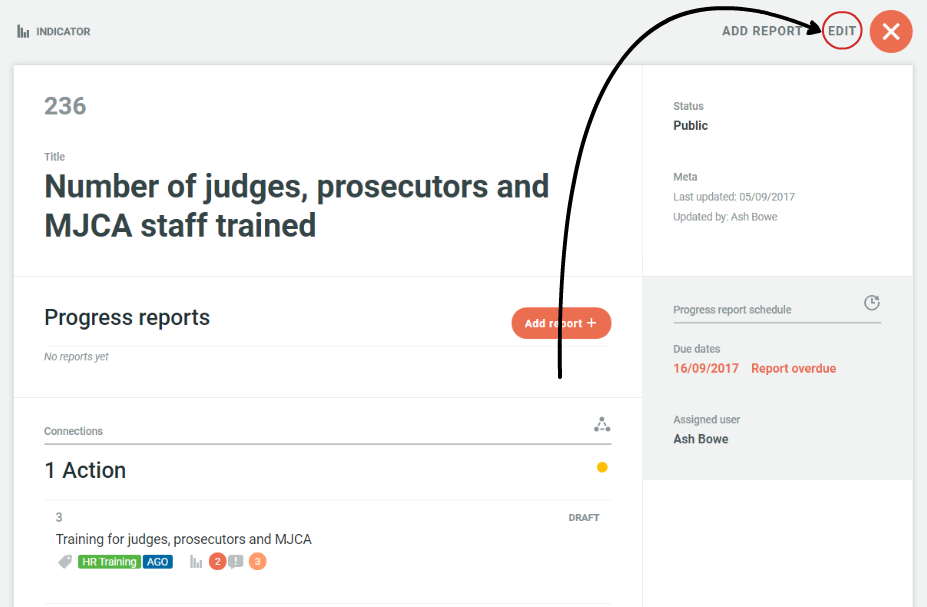 INDICATOR
ADD REPORT
EDIT
236
Title
Number of judges, prosecutors and
MJCA staff trained
Status
Public
Meta
Last updated: 05/09/2017
Updated by: Ash Bowe
Progress reports
Add report +
No reports yet
Progress report schedule
Due dates
16/09/2017 Report overdue
Assigned user
Ash Bowe
Connections
1 Action
3
DRAFT
Training for judges, prosecutors and MJCA
HR Training AGO 2 3